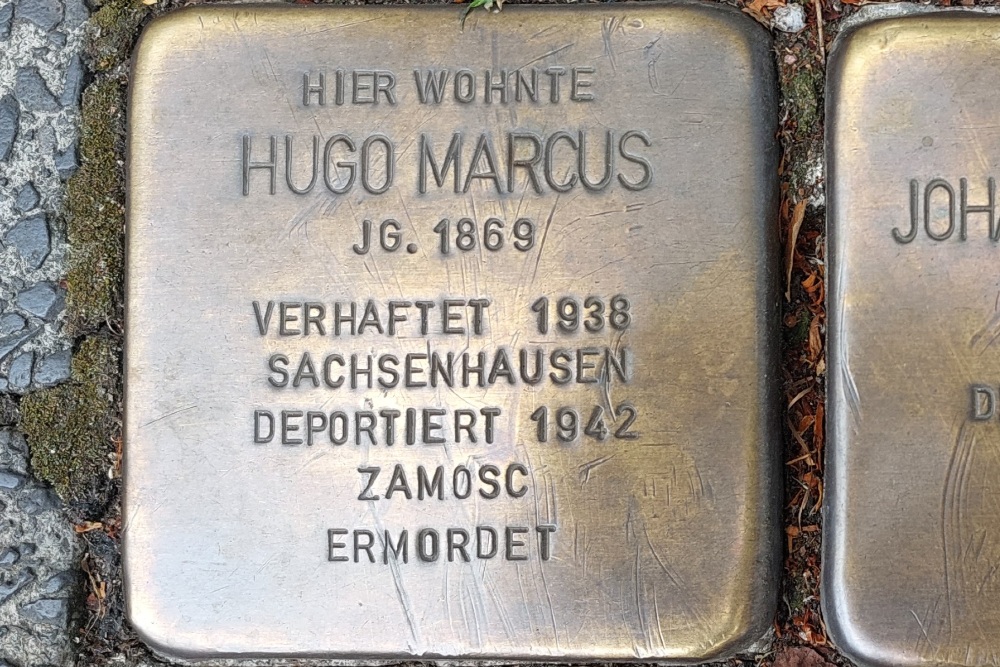 HIER WOHNTE
HUGO MARCUS
JG. 1869
VERHAFTET 1938
SACHSENHAUSEN
DEPORTIERT 1942
ZAMOSC
ERMORDET